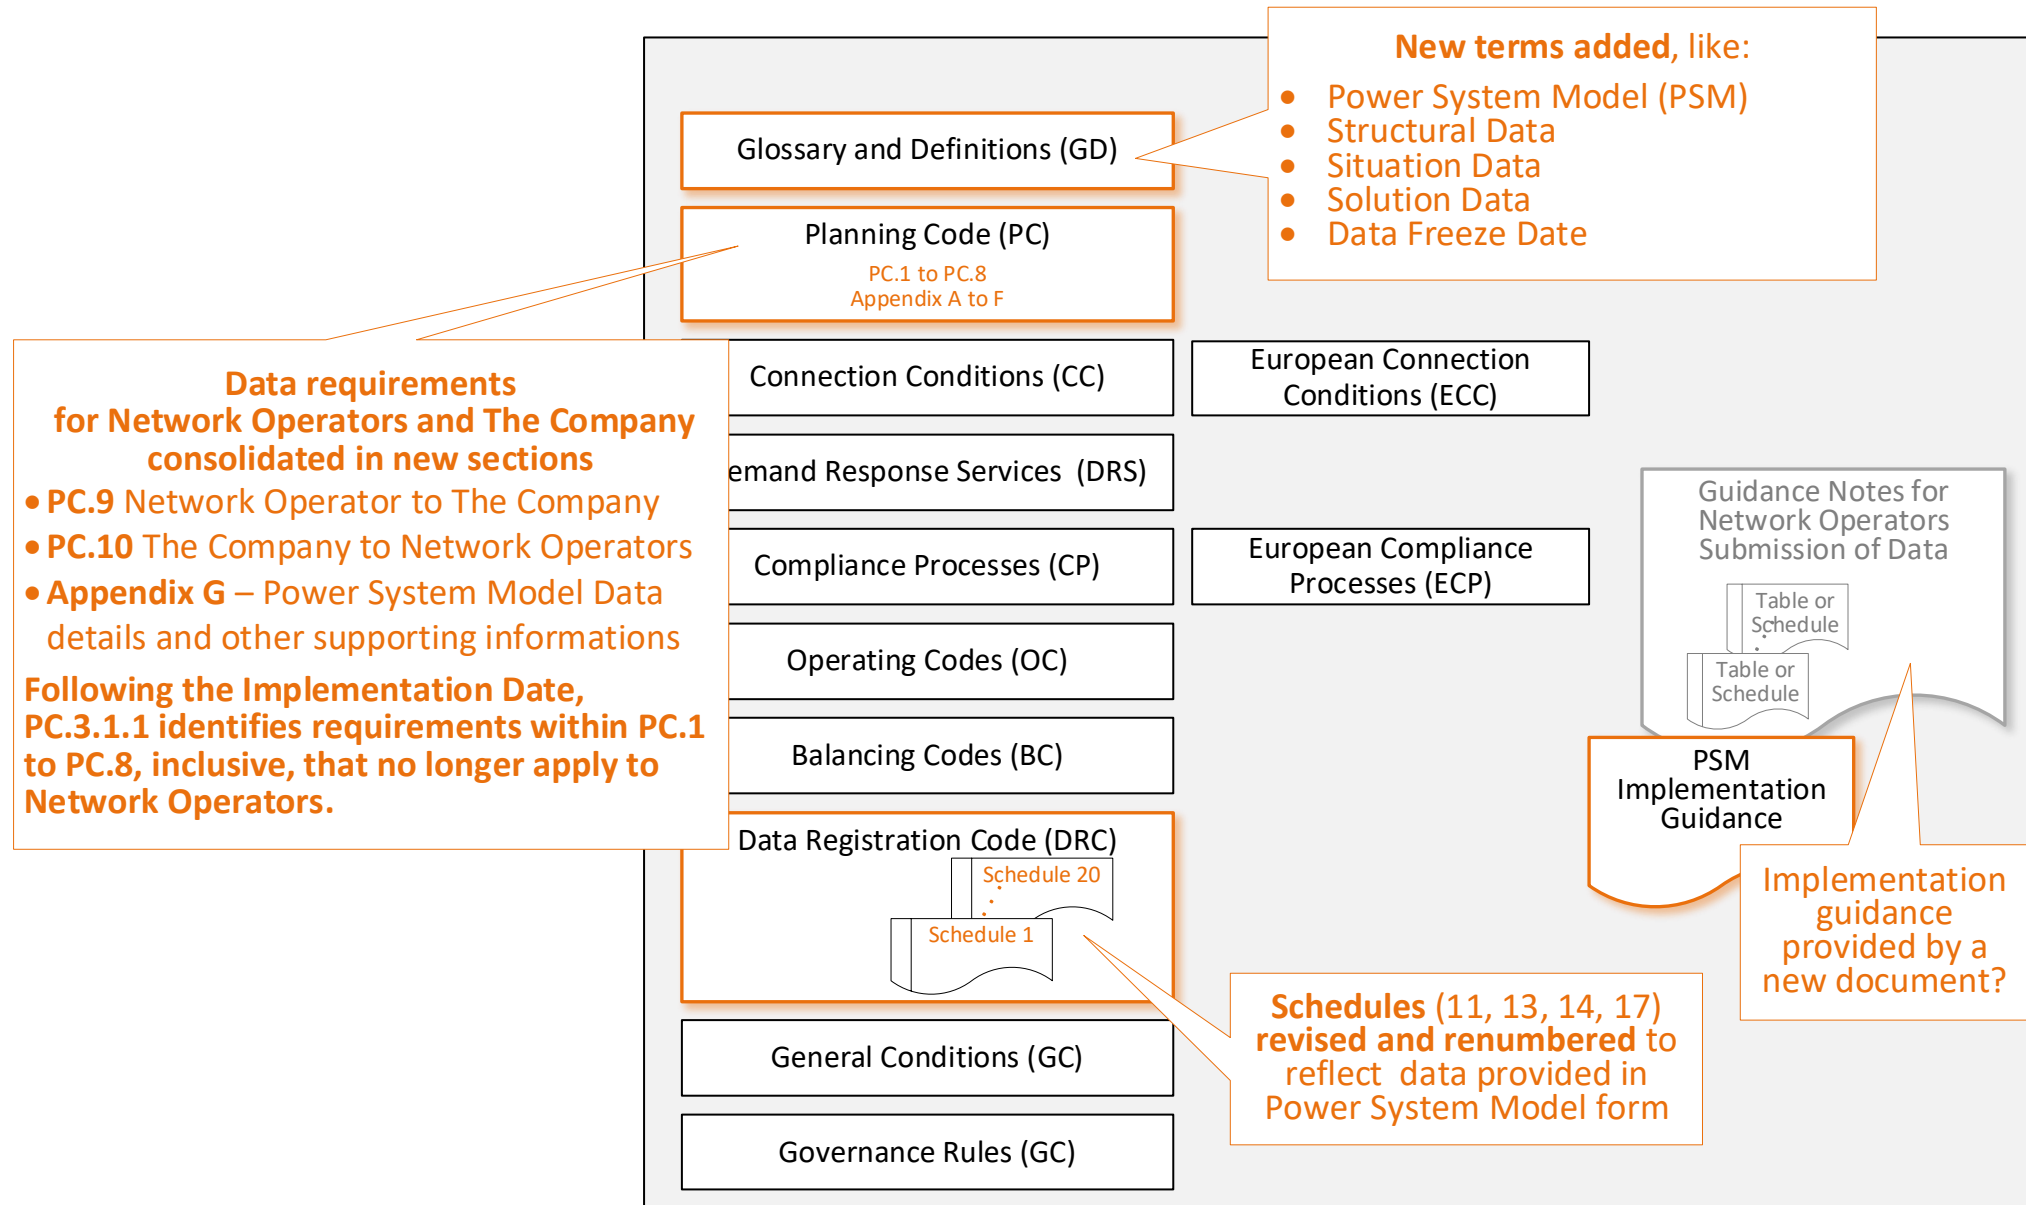 New terms added, like:
• Power System Model (PSM)
• Structural Data
• Situation Data
• Solution Data
• Data Freeze Date
Glossary and Definitions (GD)
Planning Code (PC)
PC.1 to PC.8
Appendix A to F
Data requirements
for Network Operators and The Company
consolidated in new sections
• PC.9 Network Operator to The Company
• PC.10 The Company to Network Operators
• Appendix G – Power System Model Data
details and other supporting informations
Following the Implementation Date,
PC.3.1.1 identifies requirements within PC.1
to PC.8, inclusive, that no longer apply to
Network Operators.
Connection Conditions (CC)
European Connection
Conditions (ECC)
emand Response Services (DRS)
Compliance Processes (CP)
European Compliance
Processes (ECP)
Operating Codes (OC)
Balancing Codes (BC)
Data Registration Code (DRC)
Schedule 20
Schedule 1
General Conditions (GC)
Governance Rules (GC)
Guidance Notes for
Network Operators
Submission of Data
Table or
Schedule
Table or
Schedule
PSM
Implementation
Guidance
Implementation
guidance
provided by a
new document?
Schedules (11, 13, 14, 17)
revised and renumbered to
reflect data provided in
Power System Model form